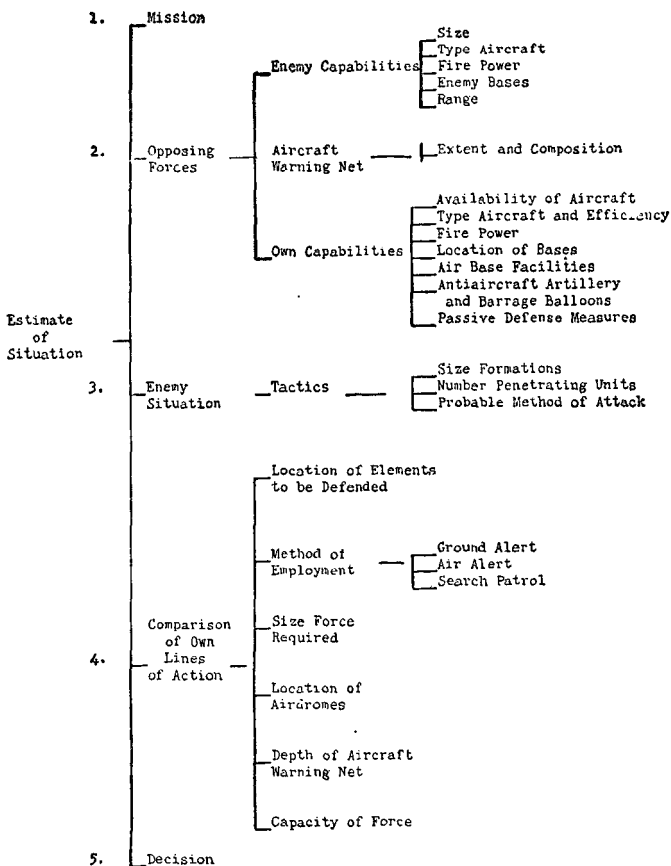 1. Mission
Enemy Capabilities
Size
Type Aircraft
Fire Power
Enemy Bases
Range
2. Opposing
Forces
Aircraft
Warning Net
Extent and Composition
Own Capabilities
Availability of Aircraft
Type Aircraft and Efficiency
Fire Power
Location of Bases
Air Base Facilities
Antiaircraft Artillery
and Barrage Balloons
Passive Defense Measures
Estimate
of
Situation
3. Enemy
Situation
Tactics
Size Formations
Number Penetrating Units
Probable Method of Attack
4. Comparison
of Own
Lines
of Action
Location of Elements
to be Defended
Method of
Employment
Ground Alert
Air Alert
Search Patrol
Size Force
Required
Location of
Airdromes
Depth of Aircraft
Warning Net
Capacity of Force
5. Decision